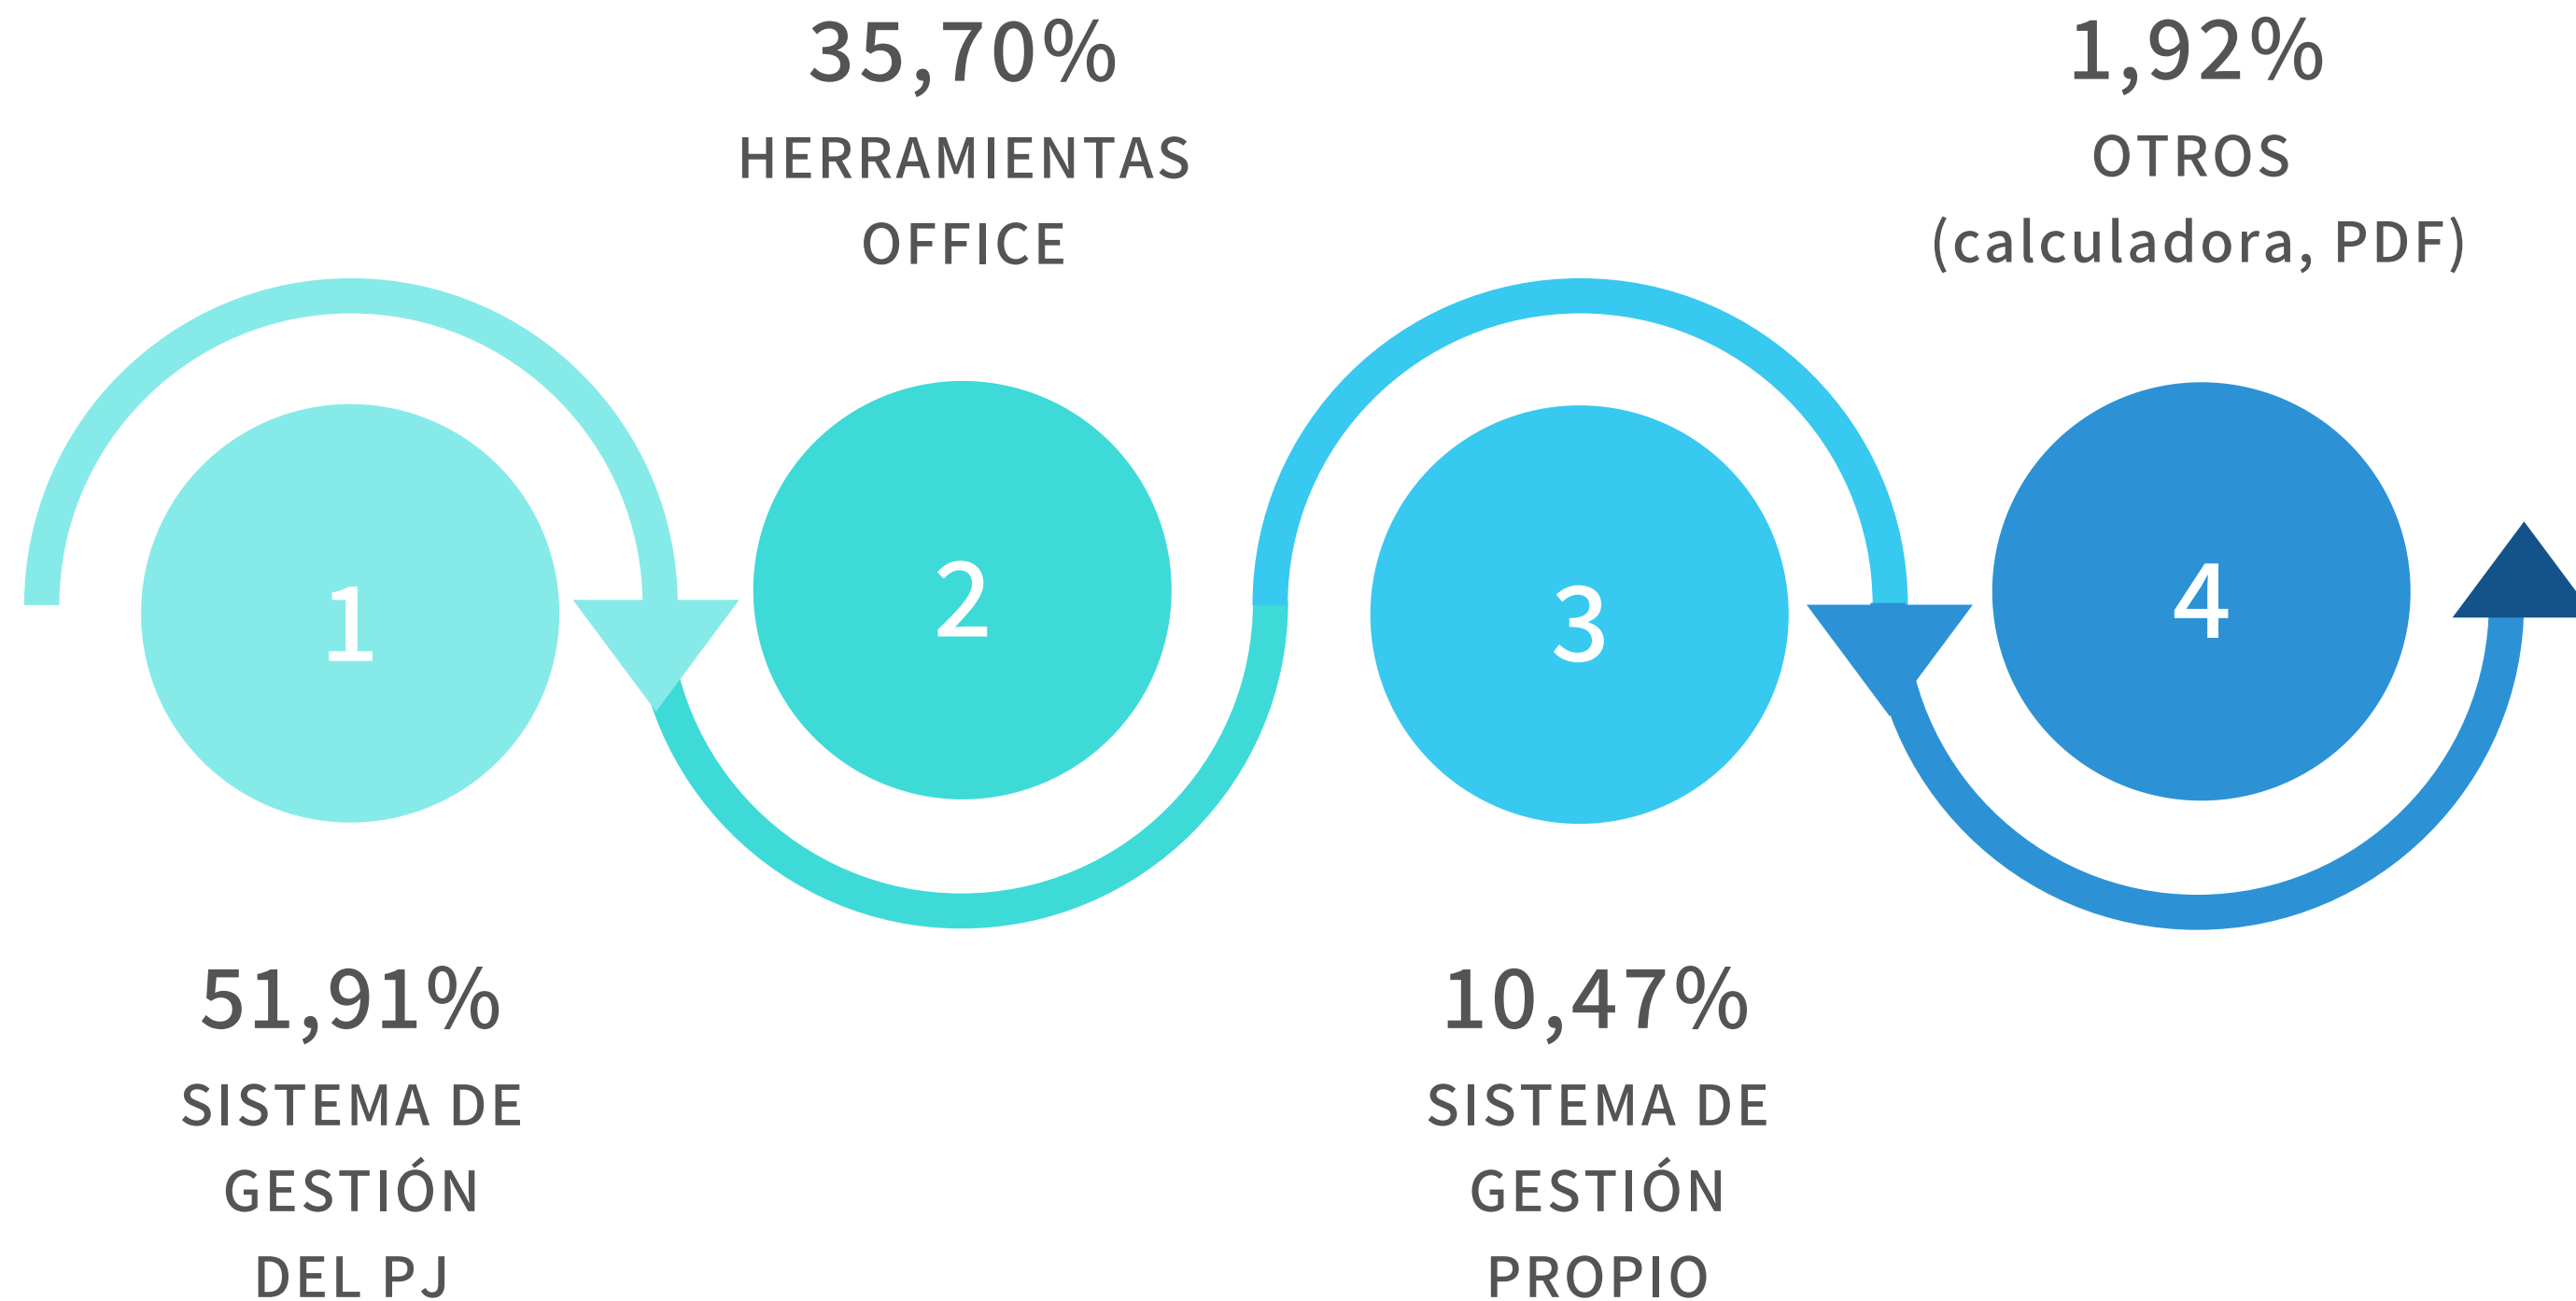 1
51,91%
SISTEMA DE
GESTIÓN
DEL PJ
35,70%
HERRAMIENTAS
OFFICE
2
3
10,47%
SISTEMA DE
GESTIÓN
PROPIO
1,92%
OTROS
(calculadora, PDF)
4